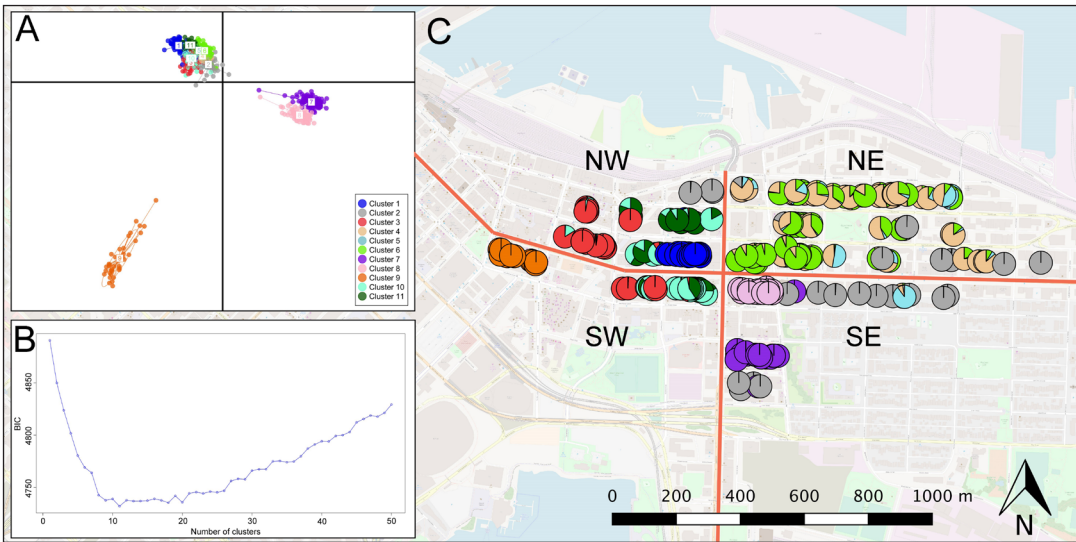 A
1
11
7
Cluster 1
Cluster 2
Cluster 3
Cluster 4
Cluster 5
Cluster 6
Cluster 7
Cluster 8
Cluster 9
Cluster 10
Cluster 11
B
BIC
4850
4800
4750
0
10
20
30
40
50
Number of clusters
C
NW
NE
SW
SE
0
200
400
600
800
1000 m
N